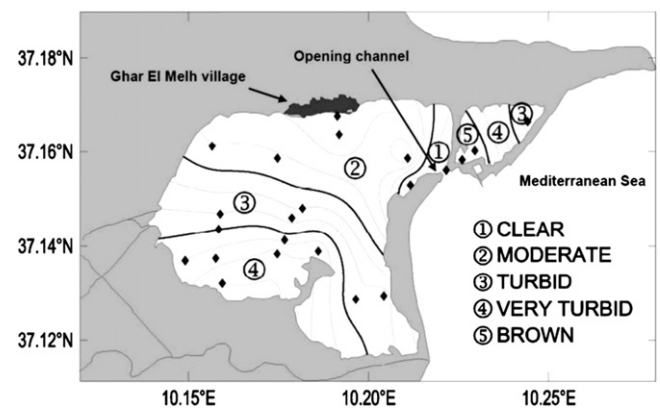 37.18°N
Opening channel
Ghar El Melh village
37.16°N
③
①
⑤
④
②
Mediterranean Sea
③
① CLEAR
② MODERATE
37.14°N
③ TURBID
④
④ VERY TURBID
⑤ BROWN
37.12°N
10.15°E
10.20°E
10.25°E